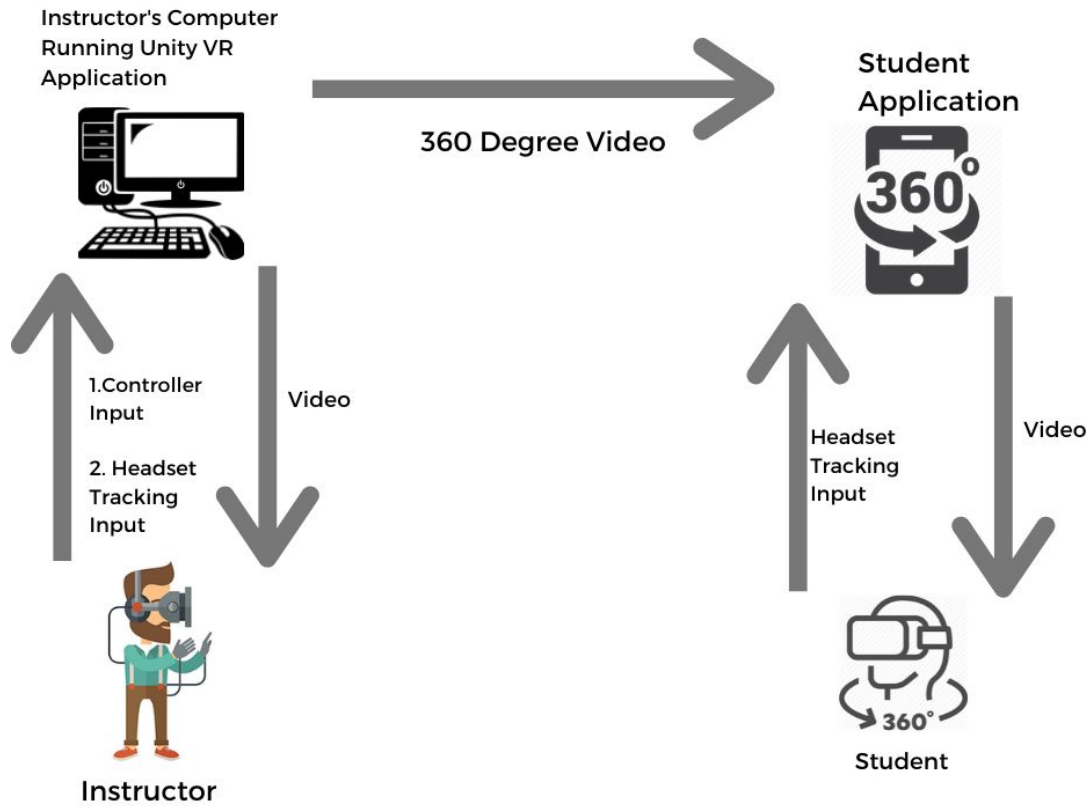 Instructor's Computer
Running Unity VR
Application
360 Degree Video
Student
Application
360°
1.Controller
Input
2. Headset
Tracking
Input
Video
Headset
Tracking
Input
Video
360°
Instructor
Student